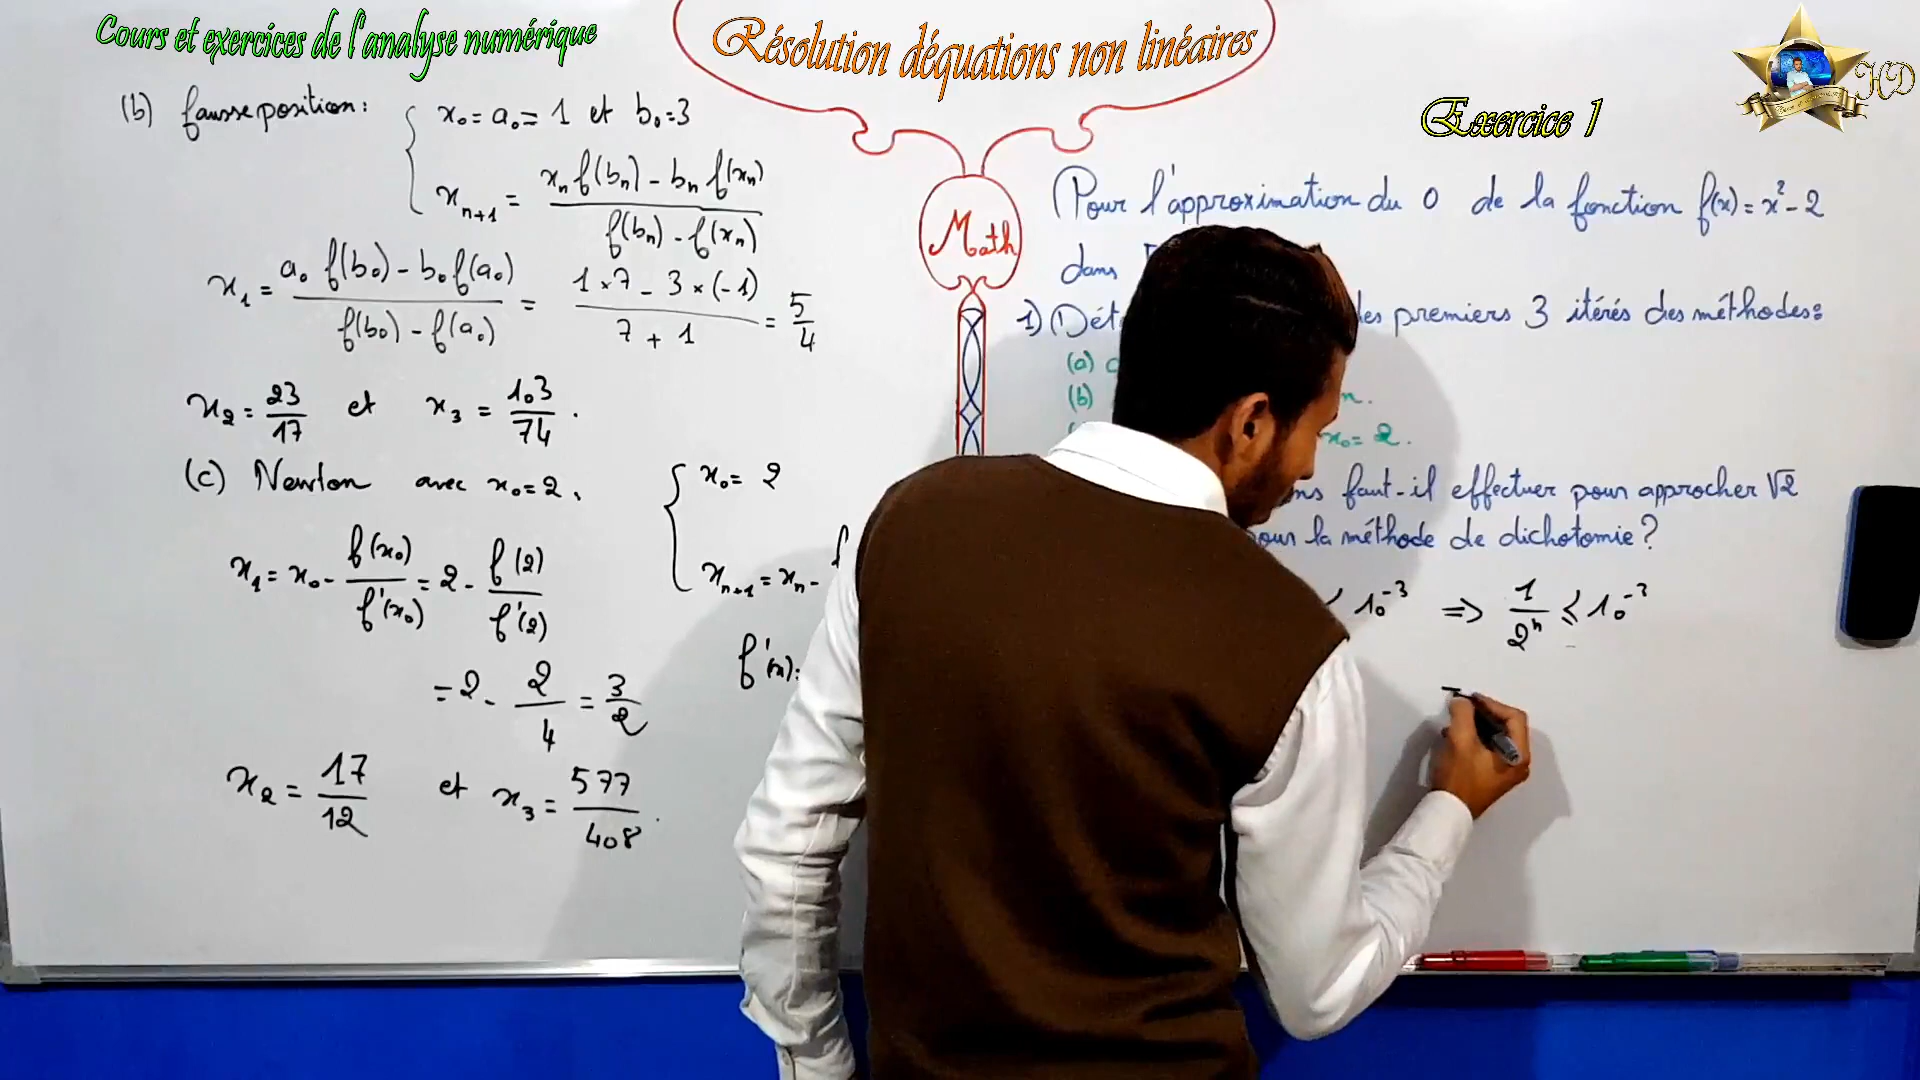 Cours et exercices de l'analyse numérique
Résolution déquations non linéaires
HD
Exercice 1
(b) fausse position : { x₀ = a₀ = 1 et b₀ = 3
xₙ₊₁ = (xₙ f(bₙ) - bₙ f(xₙ)) / (f(bₙ) - f(xₙ))
x₁ = (a₀ f(b₀) - b₀ f(a₀)) / (f(b₀) - f(a₀)) = (1 × 7 - 3 × (-1)) / (7 + 1) = 5/4
x₂ = 23/17 et x₃ = 103/74 .
(c) Newton avec x₀ = 2 . { x₀ = 2
xₙ₊₁ = xₙ -
x₁ = x₀ - f(x₀)/f'(x₀) = 2 - f(2)/f'(2)
f'(x) =
= 2 - 2/4 = 3/2
x₂ = 17/12 et x₃ = 577/408 .
Math
Pour l'approximation du 0 de la fonction f(x) = x² - 2
dans
1) les premiers 3 itérés des méthodes :
(a)
(b) n.
x₀ = 2 .
faut-il effectuer pour approcher √2
la méthode de dichotomie ?
10⁻³ => 1/2ⁿ ≤ 10⁻³